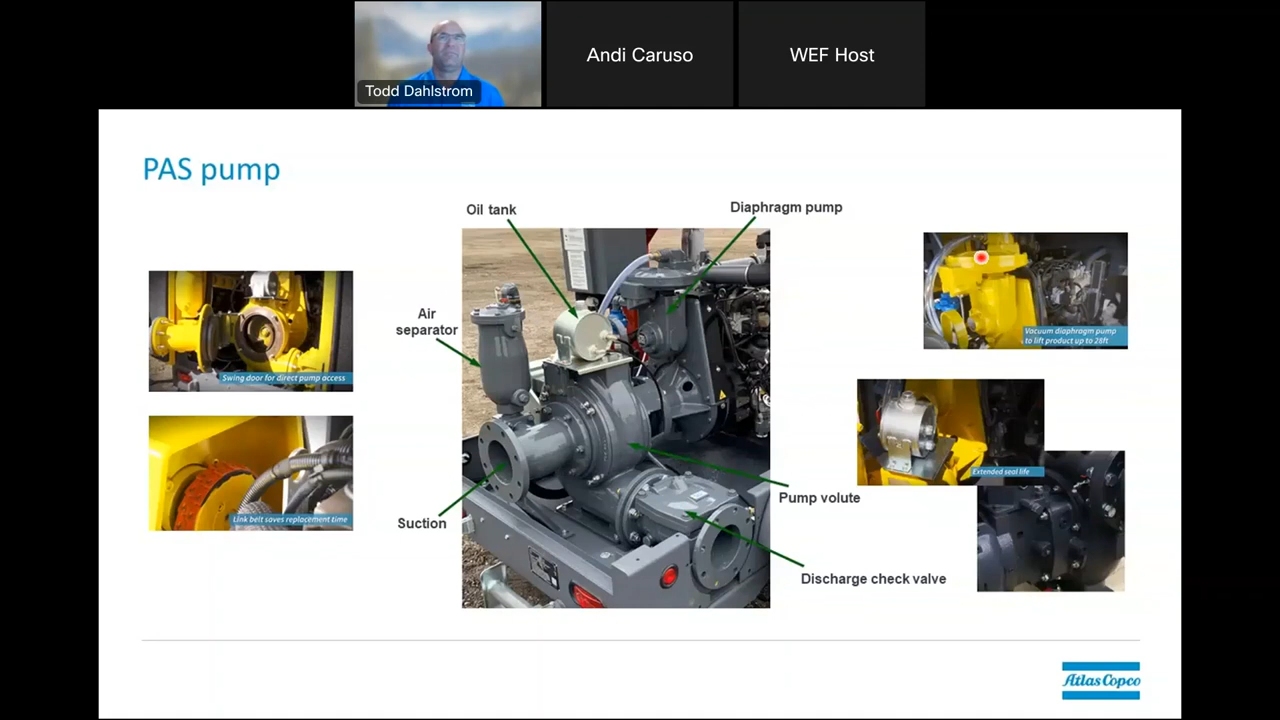 Todd Dahlstrom
Andi Caruso
WEF Host
PAS pump
Oil tank
Diaphragm pump
Air
separator
Suction
Pump volute
Discharge check valve
Swing door for direct pump access
Link belt saves replacement time
Vacuum diaphragm pump
to lift product up to 28ft
Extended seal life
Atlas Copco